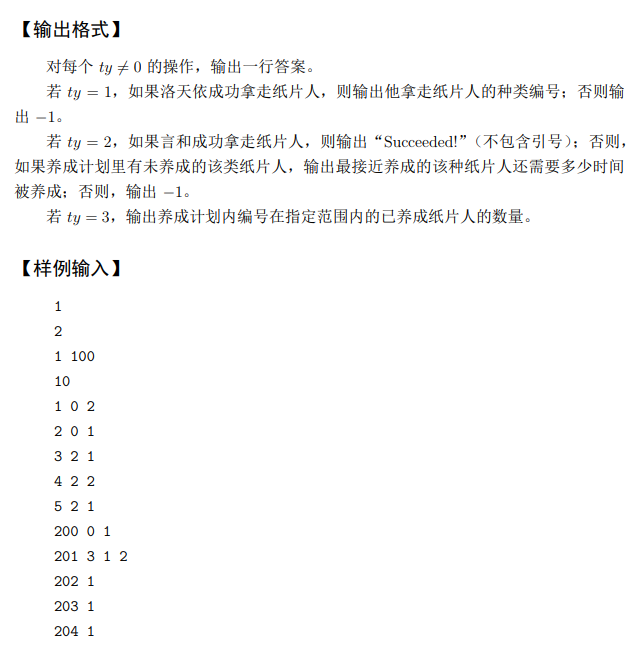 【输出格式】
对每个 ty ≠ 0 的操作，输出一行答案。
若 ty = 1，如果洛天依成功拿走纸片人，则输出他拿走纸片人的种类编号；否则输
出 −1。
若 ty = 2，如果言和成功拿走纸片人，则输出“Succeeded!”（不包含引号）；否则，
如果养成计划里有未养成的该类纸片人，输出最接近养成的该种纸片人还需要多少时间
被养成；否则，输出 −1。
若 ty = 3，输出养成计划内编号在指定范围内的已养成纸片人的数量。
【样例输入】
1
2
1 100
10
1 0 2
2 0 1
3 2 1
4 2 2
5 2 1
200 0 1
201 3 1 2
202 1
203 1
204 1